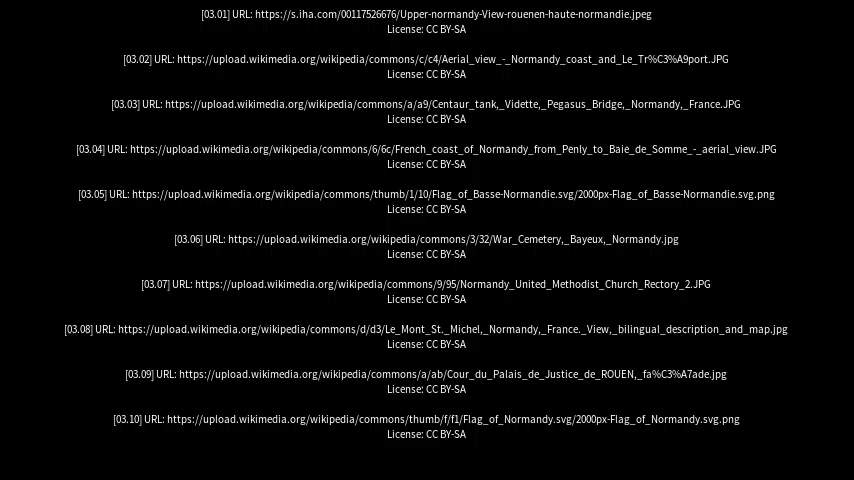 [03.01] URL: https://s.iha.com/00117526676/Upper-normandy-View-rouenen-haute-normandie.jpeg
License: CC BY-SA
[03.02] URL: https://upload.wikimedia.org/wikipedia/commons/c/c4/Aerial_view_-_Normandy_coast_and_Le_Tr%C3%A9port.JPG
License: CC BY-SA
[03.03] URL: https://upload.wikimedia.org/wikipedia/commons/a/a9/Centaur_tank,_Vidette,_Pegasus_Bridge,_Normandy,_France.JPG
License: CC BY-SA
[03.04] URL: https://upload.wikimedia.org/wikipedia/commons/6/6c/French_coast_of_Normandy_from_Penly_to_Baie_de_Somme_-_aerial_view.JPG
License: CC BY-SA
[03.05] URL: https://upload.wikimedia.org/wikipedia/commons/thumb/1/10/Flag_of_Basse-Normandie.svg/2000px-Flag_of_Basse-Normandie.svg.png
License: CC BY-SA
[03.06] URL: https://upload.wikimedia.org/wikipedia/commons/3/32/War_Cemetery,_Bayeux,_Normandy.jpg
License: CC BY-SA
[03.07] URL: https://upload.wikimedia.org/wikipedia/commons/9/95/Normandy_United_Methodist_Church_Rectory_2.JPG
License: CC BY-SA
[03.08] URL: https://upload.wikimedia.org/wikipedia/commons/d/d3/Le_Mont_St._Michel,_Normandy,_France._View,_bilingual_description_and_map.jpg
License: CC BY-SA
[03.09] URL: https://upload.wikimedia.org/wikipedia/commons/a/ab/Cour_du_Palais_de_Justice_de_ROUEN,_fa%C3%A7ade.jpg
License: CC BY-SA
[03.10] URL: https://upload.wikimedia.org/wikipedia/commons/thumb/f/f1/Flag_of_Normandy.svg/2000px-Flag_of_Normandy.svg.png
License: CC BY-SA